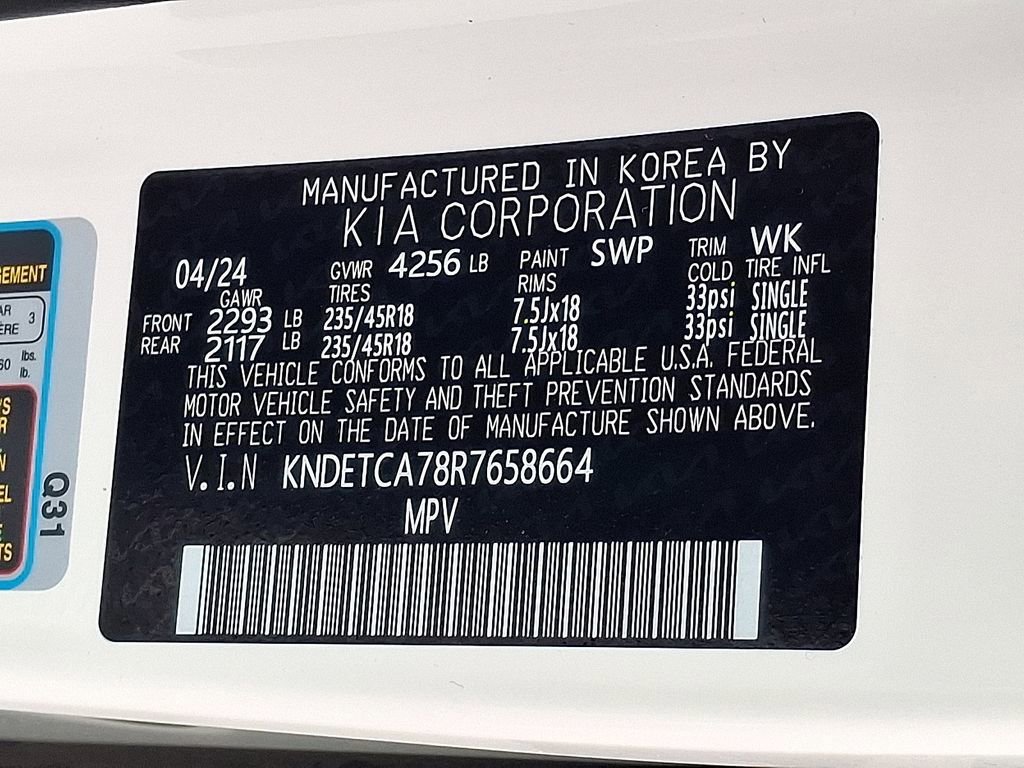 MANUFACTURED IN KOREA BY
KIA CORPORATION
04/24 GVWR 4256 LB PAINT SWP TRIM WK
GAWR TIRES RIMS COLD TIRE INFL
FRONT 2293 LB 235/45R18 7.5Jx18 33psi SINGLE
REAR 2117 LB 235/45R18 7.5Jx18 33psi SINGLE
THIS VEHICLE CONFORMS TO ALL APPLICABLE U.S.A. FEDERAL
MOTOR VEHICLE SAFETY AND THEFT PREVENTION STANDARDS
IN EFFECT ON THE DATE OF MANUFACTURE SHOWN ABOVE.
V.I.N KNDETCA78R7658664
MPV
3
lbs.
lb.
Q31